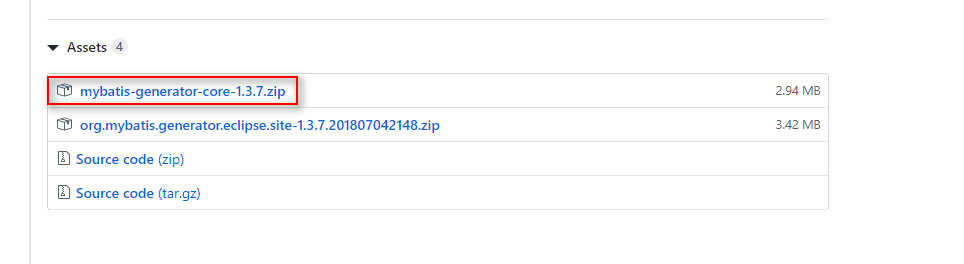 Assets 4
mybatis-generator-core-1.3.7.zip 2.94 MB
org.mybatis.generator.eclipse.site-1.3.7.201807042148.zip 3.42 MB
Source code (zip)
Source code (tar.gz)